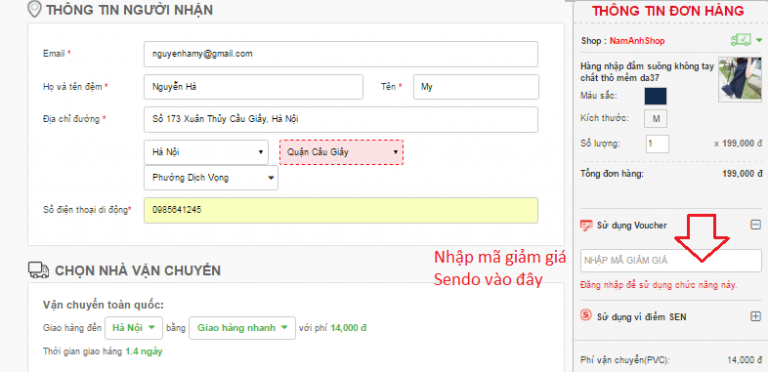 THÔNG TIN NGƯỜI NHẬN
Email *
nguyenhamy@gmail.com
Họ và tên đệm *
Nguyễn Hà
Tên *
My
Địa chỉ đường *
Số 173 Xuân Thủy Cầu Giấy, Hà Nội
Hà Nội
Quận Cầu Giấy
Phường Dịch Vọng
Số điện thoại di động*
0985641245
CHỌN NHÀ VẬN CHUYỂN
Vận chuyển toàn quốc:
Giao hàng đến Hà Nội bằng Giao hàng nhanh với phí 14,000 đ
Thời gian giao hàng 1.4 ngày
Nhập mã giảm giá
Sendo vào đây
THÔNG TIN ĐƠN HÀNG
Shop : NamAnhShop
Hàng nhập đầm suông không tay
chất thô mềm da37
Màu sắc:
Kích thước: M
Số lượng: 1 x 199,000 đ
Tổng đơn hàng: 199,000 đ
Sử dụng Voucher
NHẬP MÃ GIẢM GIÁ
Đăng nhập để sử dụng chức năng này.
Sử dụng ví điểm SEN
Phí vận chuyển(PVC): 14,000 đ